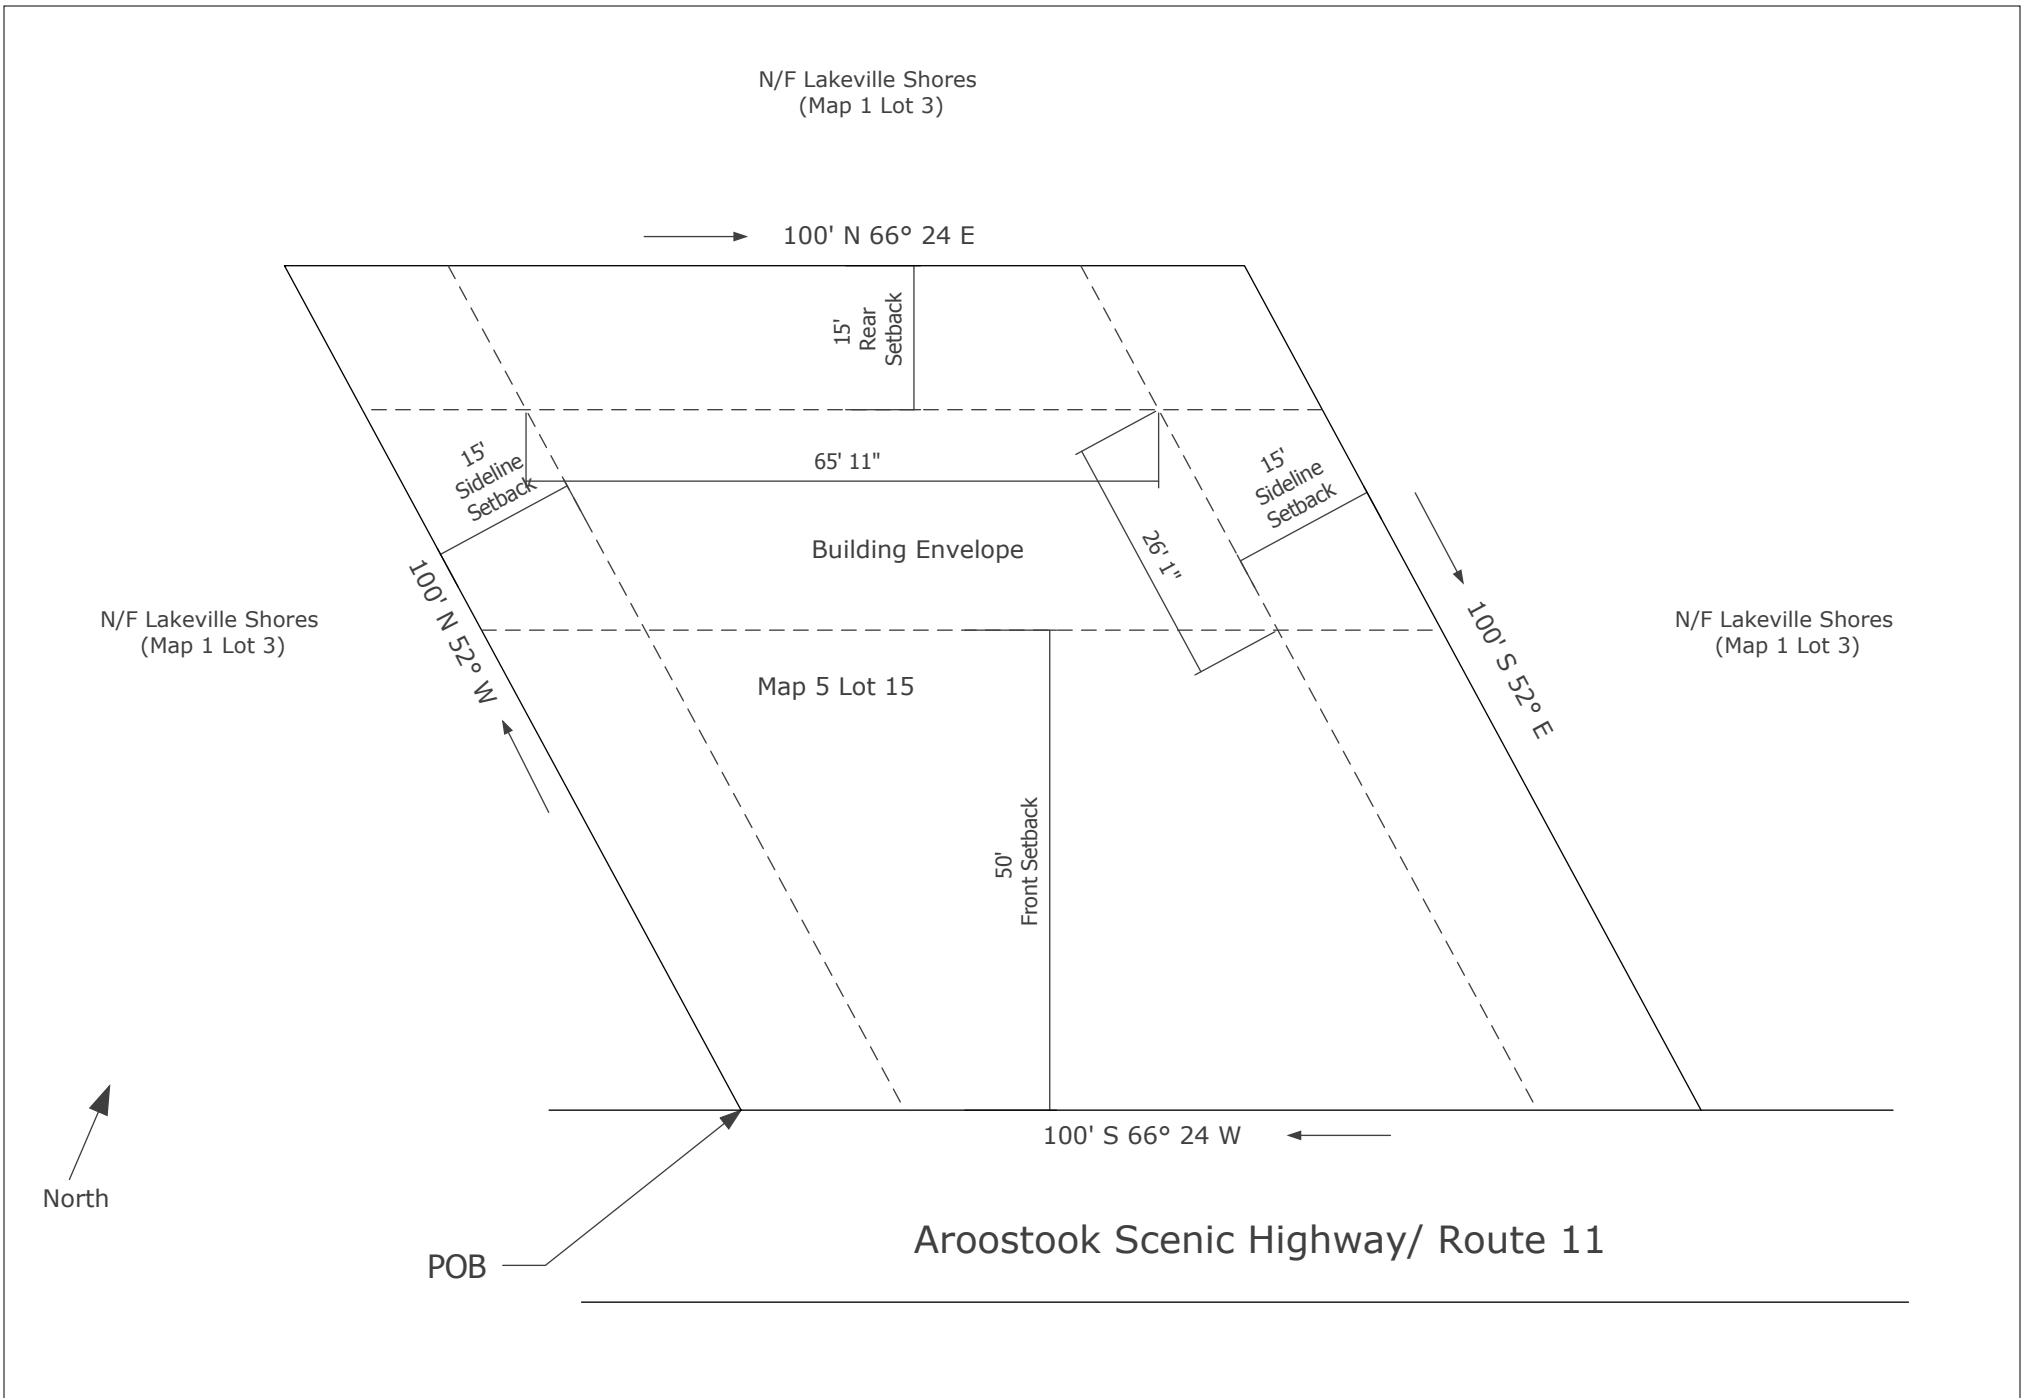 N/F Lakeville Shores
(Map 1 Lot 3)
100' N 66° 24 E
15'
Rear
Setback
15'
Sideline
Setback
65' 11"
15'
Sideline
Setback
26' 1"
Building Envelope
100' N 52° W
N/F Lakeville Shores
(Map 1 Lot 3)
100' S 52° E
N/F Lakeville Shores
(Map 1 Lot 3)
Map 5 Lot 15
50'
Front Setback
100' S 66° 24 W
North
POB
Aroostook Scenic Highway/ Route 11